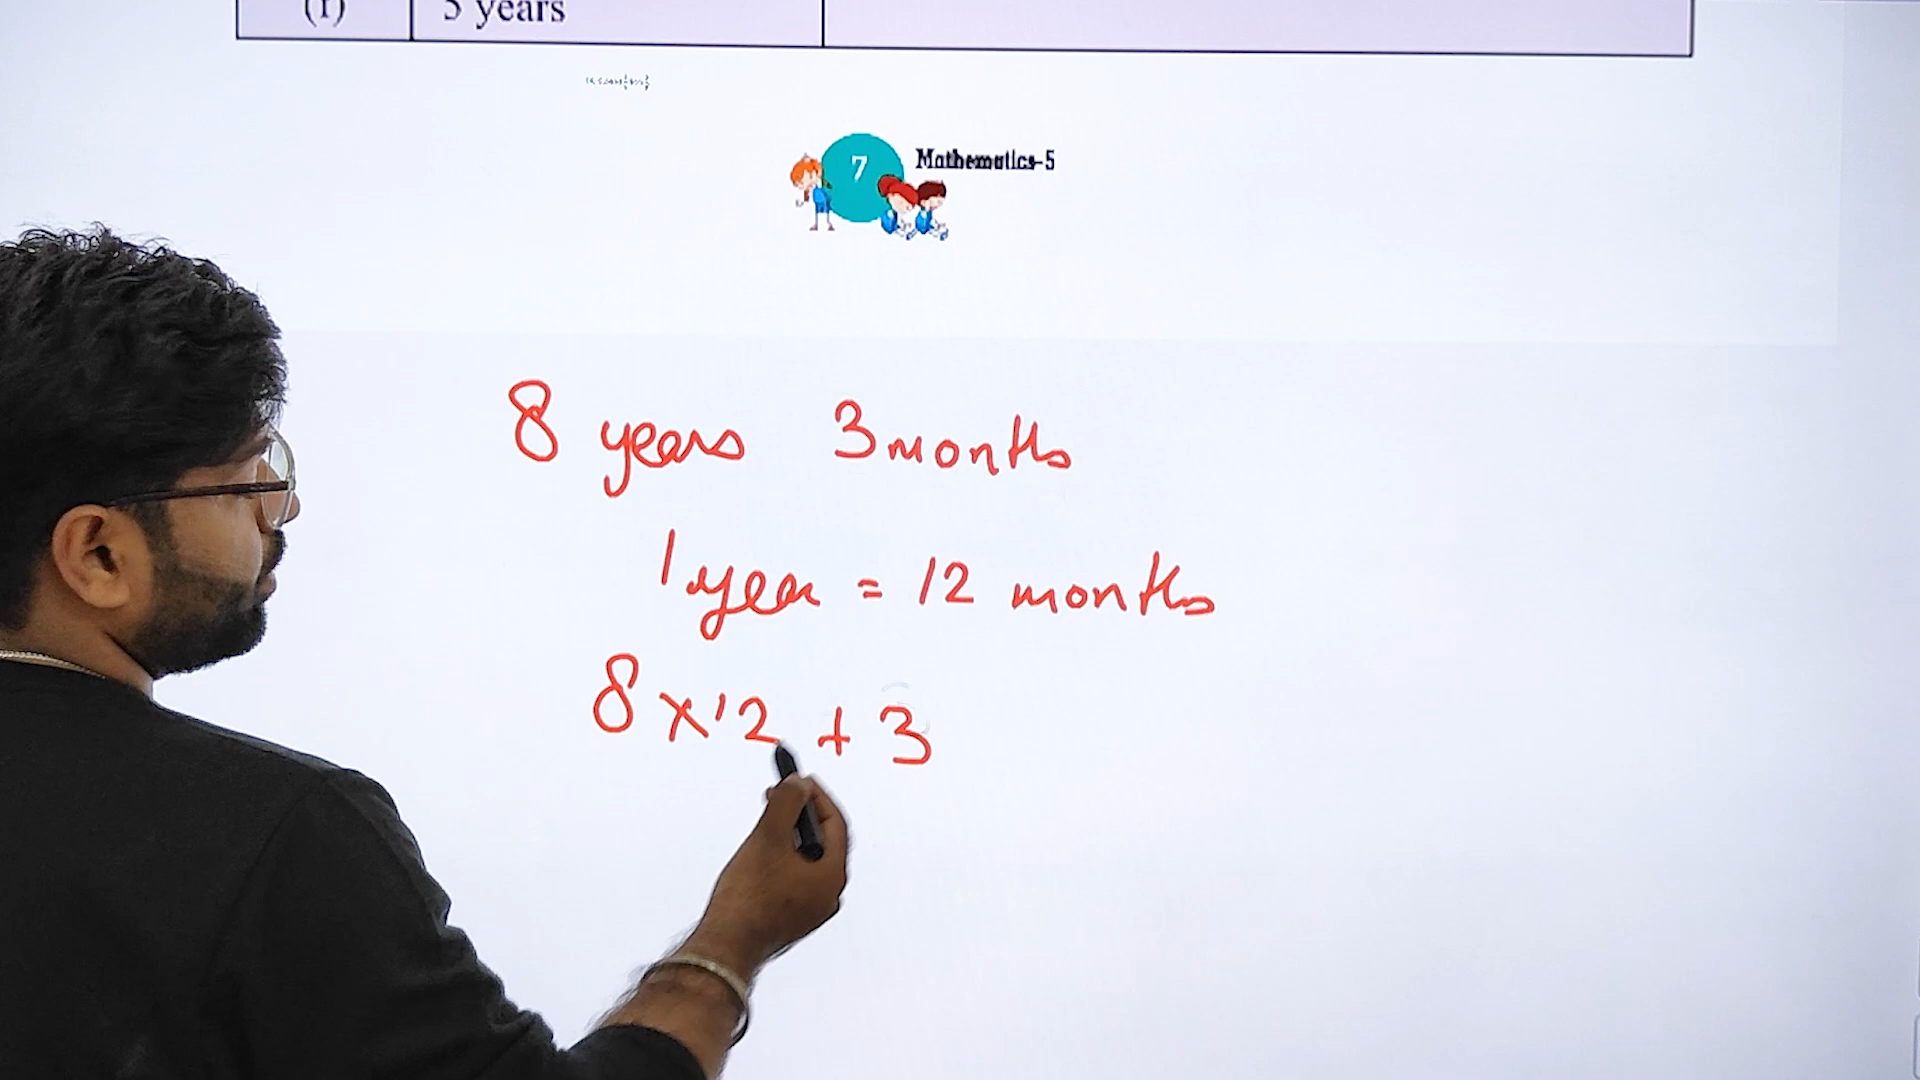 (f) 5 years
7 Mathematics-5
8 years 3 months
1 year = 12 months
8 x 12 + 3